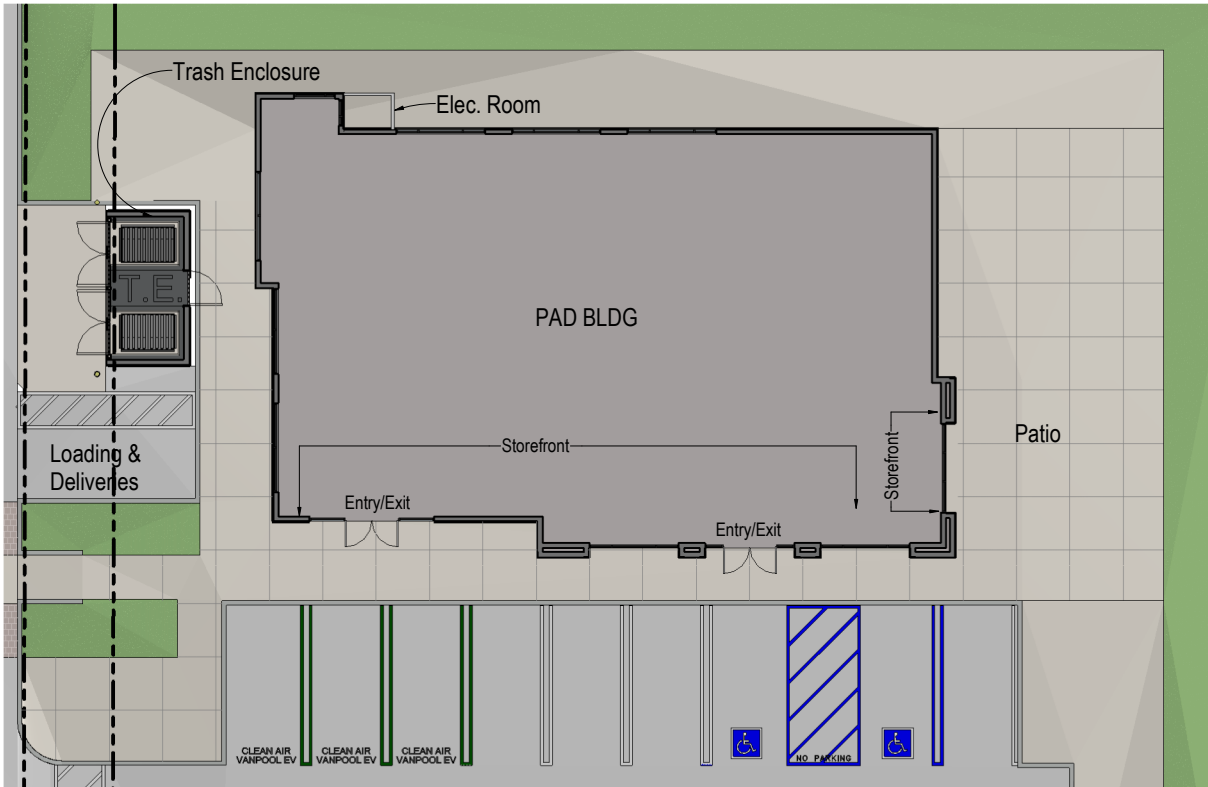 Trash Enclosure
Elec. Room
T.E.
PAD BLDG
Loading &
Deliveries
Storefront
Storefront
Patio
Entry/Exit
Entry/Exit
CLEAN AIR
VANPOOL EV
CLEAN AIR
VANPOOL EV
CLEAN AIR
VANPOOL EV
NO PARKING